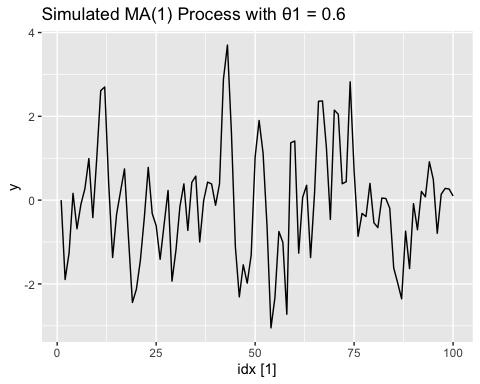 Simulated MA(1) Process with θ1 = 0.6
4
2
0
-2
y
0 25 50 75 100
idx [1]